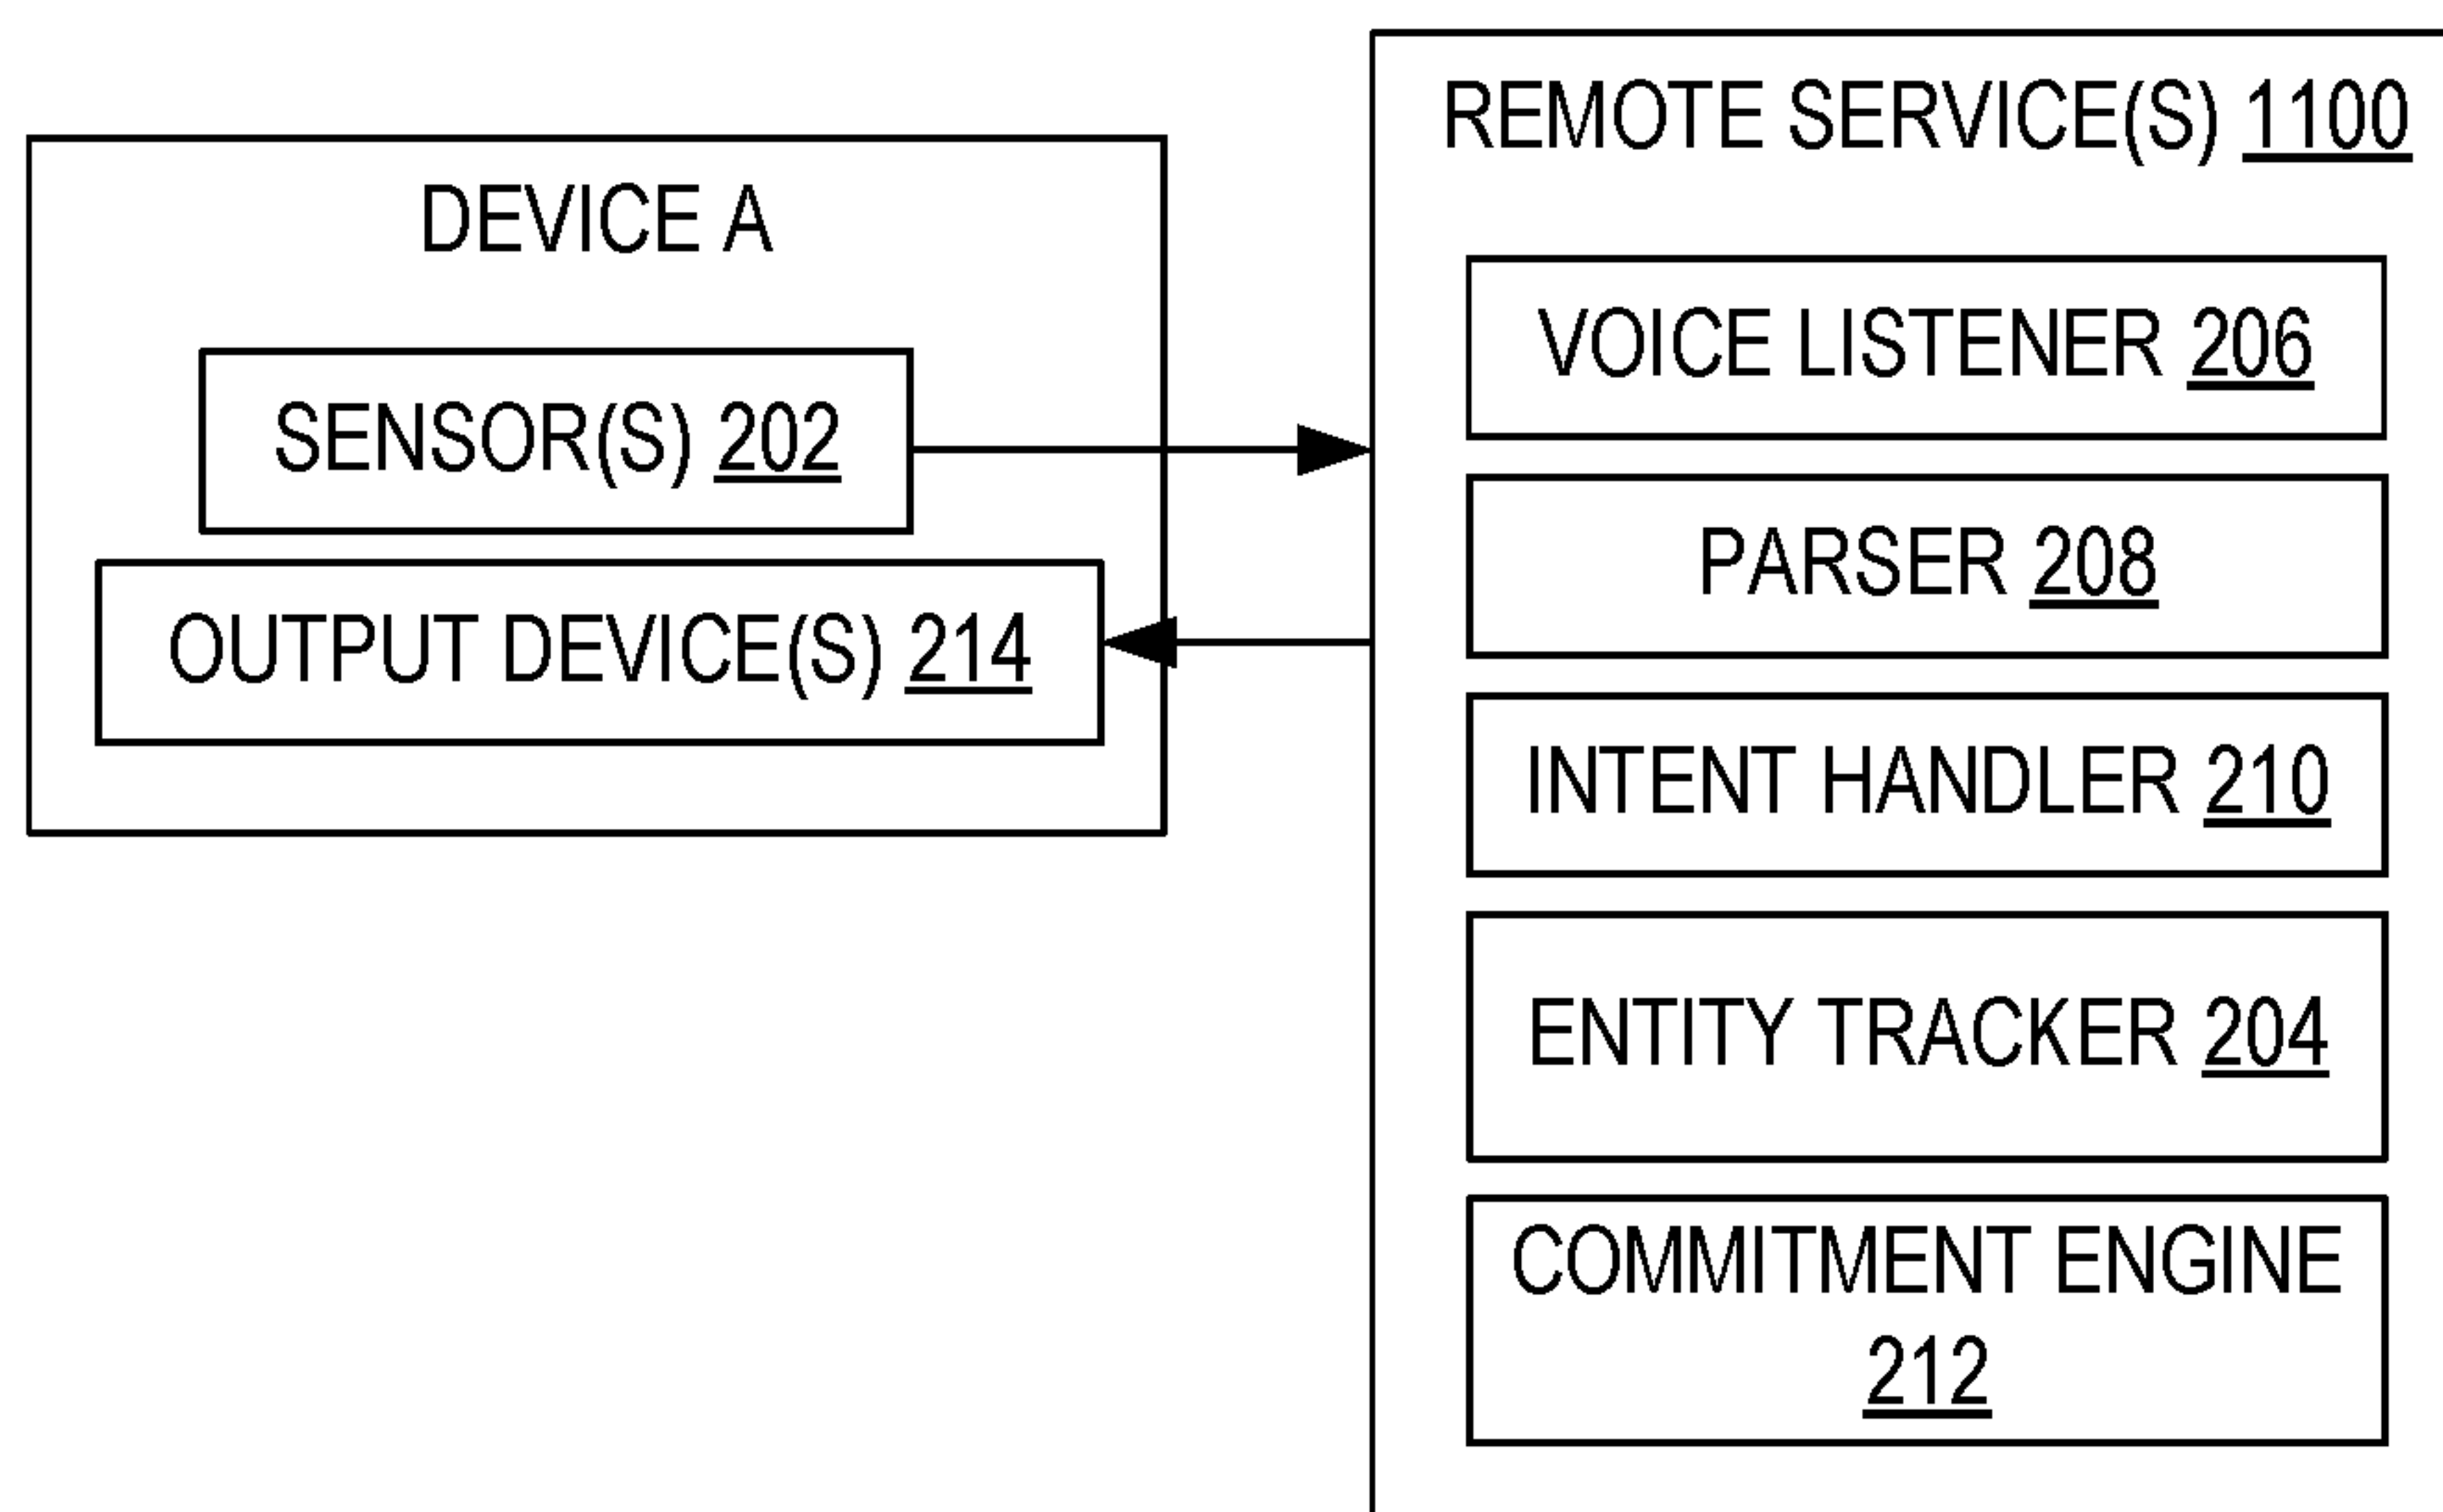 DEVICE A
SENSOR(S) 202
OUTPUT DEVICE(S) 214
REMOTE SERVICE(S) 1100
VOICE LISTENER 206
PARSER 208
INTENT HANDLER 210
ENTITY TRACKER 204
COMMITMENT ENGINE
212